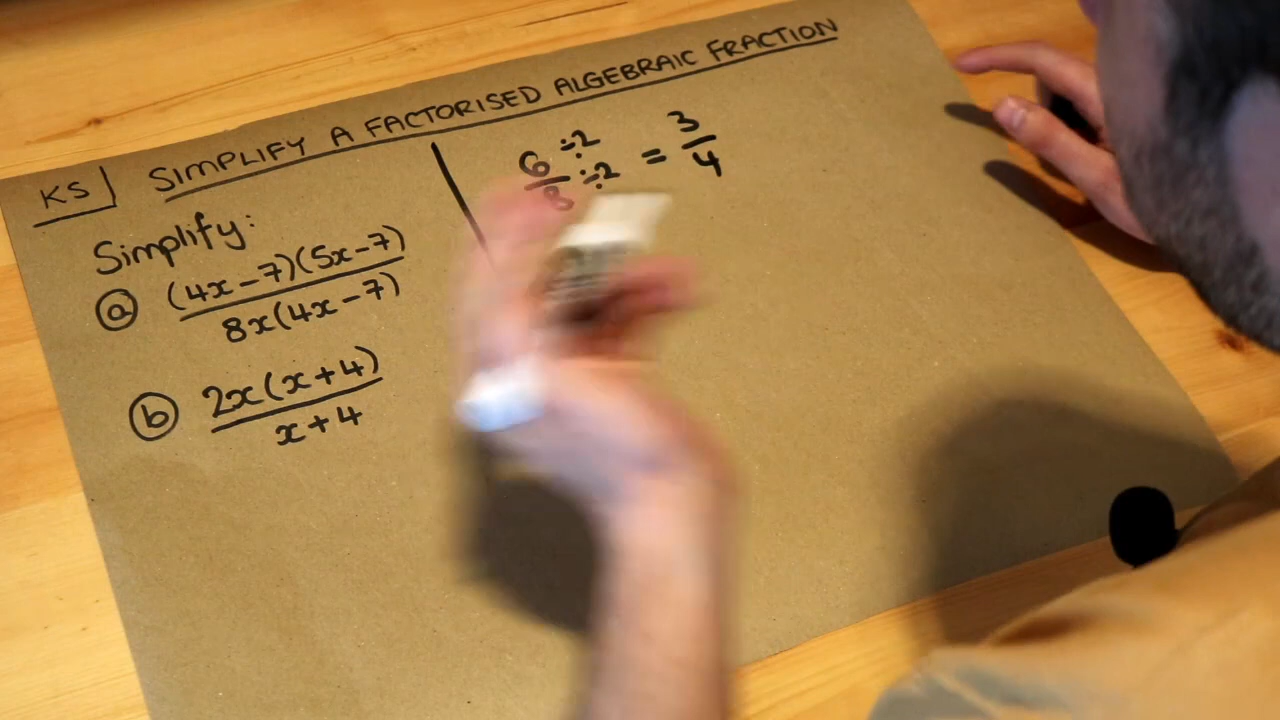 KS
SIMPLIFY A FACTORISED ALGEBRAIC FRACTION
Simplify:
a (4x-7)(5x-7)
8x(4x-7)
b 2x(x+4)
x+4
6 ÷2 = 3
8 ÷2 4